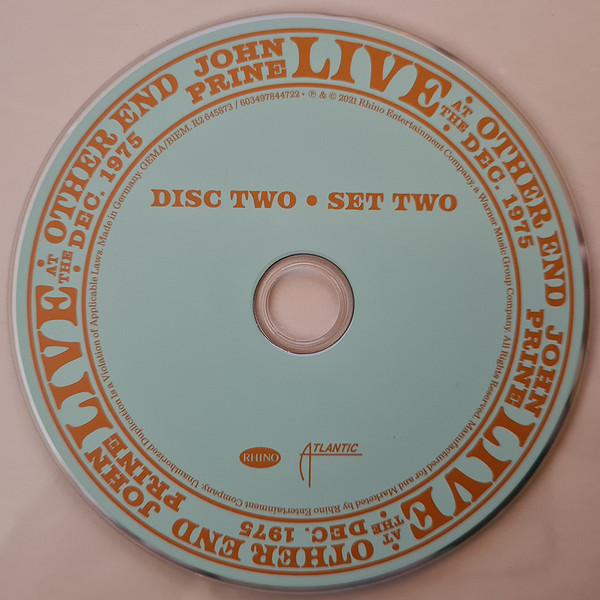 JOHN PRINE LIVE AT THE OTHER END DEC. 1975
JOHN PRINE LIVE AT THE OTHER END DEC. 1975
JOHN PRINE LIVE AT THE OTHER END DEC. 1975
℗ & © 2021 Rhino Entertainment Company, a Warner Music Group Company. All Rights Reserved. Manufactured for and Marketed by Rhino Entertainment Company. Unauthorized Duplication is a Violation of Applicable Laws. Made in Germany. GEMA/BIEM. R2 645873 / 603497844722 •
DISC TWO • SET TWO
RHINO
ATLANTIC